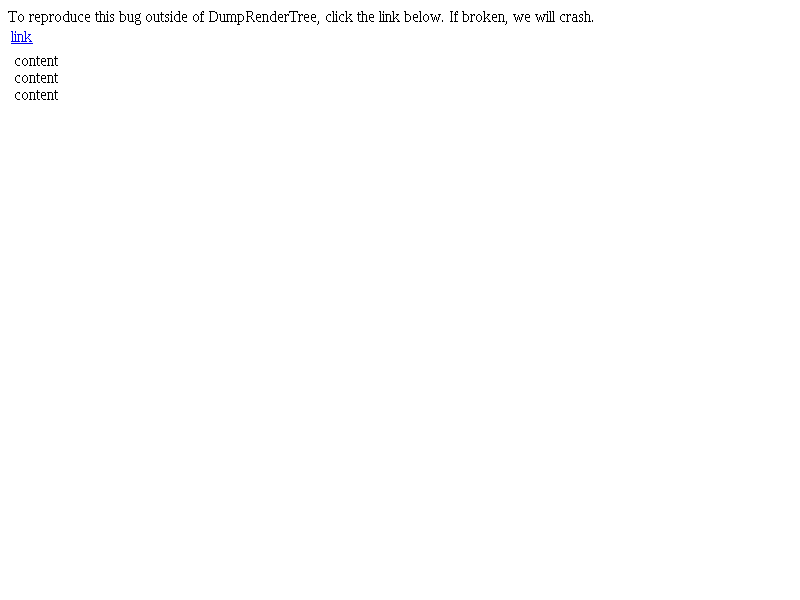 To reproduce this bug outside of DumpRenderTree, click the link below. If broken, we will crash.
link
content
content
content